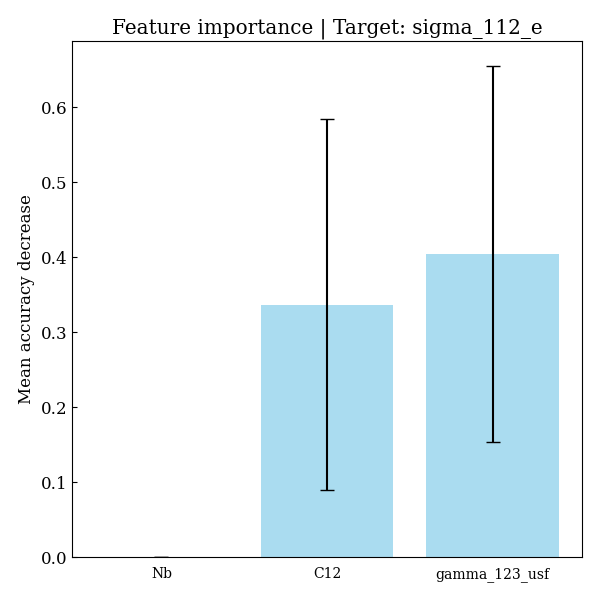 Feature importance | Target: sigma_112_e
Mean accuracy decrease
0.6
0.5
0.4
0.3
0.2
0.1
0.0
Nb
C12
gamma_123_usf